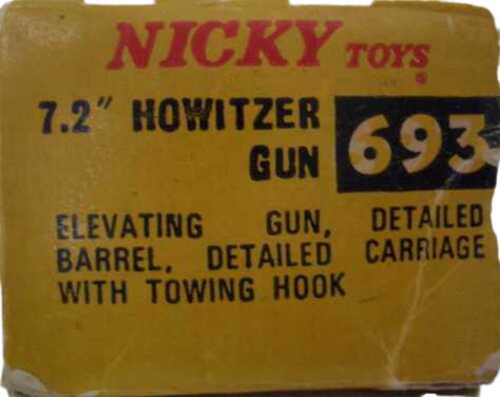 NICKY TOYS ®
7.2" HOWITZER
GUN
693
ELEVATING GUN, DETAILED
BARREL, DETAILED CARRIAGE
WITH TOWING HOOK